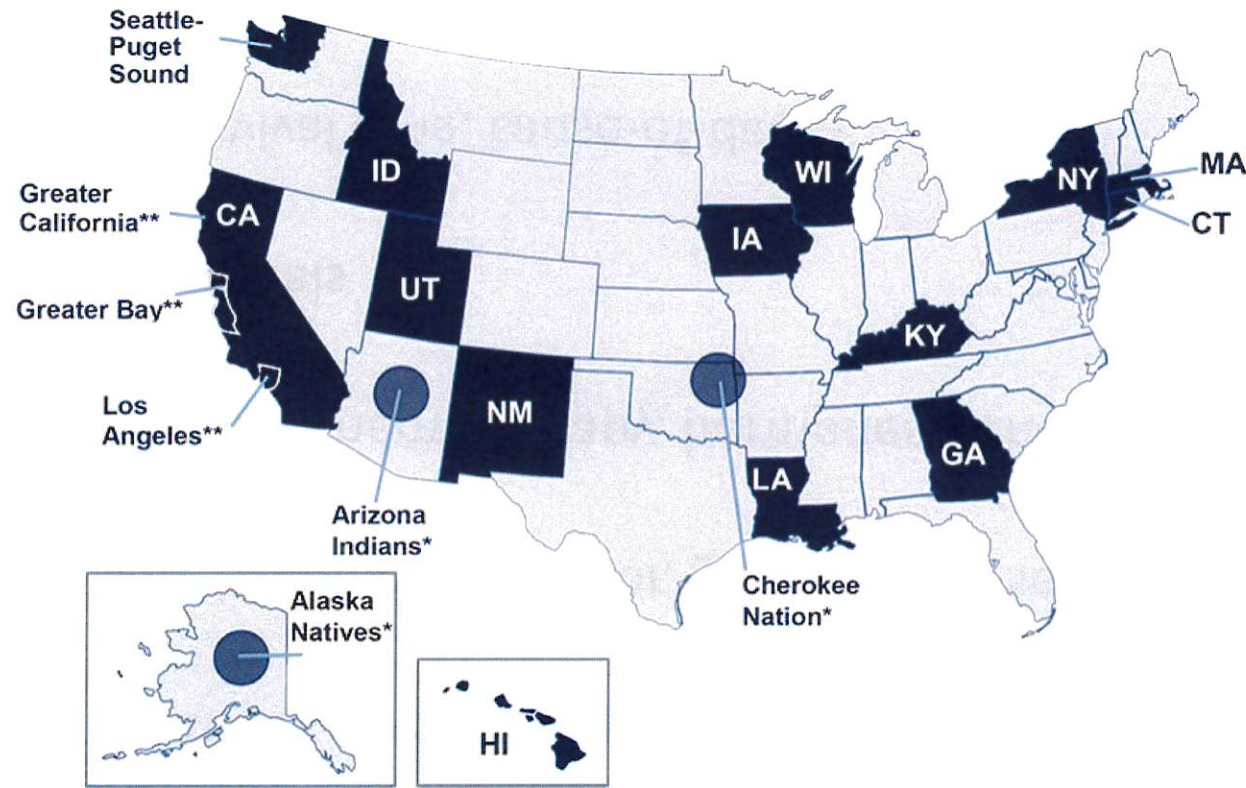 Seattle-
Puget
Sound
ID
WI
NY
MA
Greater
California**
CA
CT
IA
UT
Greater Bay**
KY
Los
Angeles**
NM
GA
LA
Arizona
Indians*
Cherokee
Nation*
Alaska
Natives*
HI